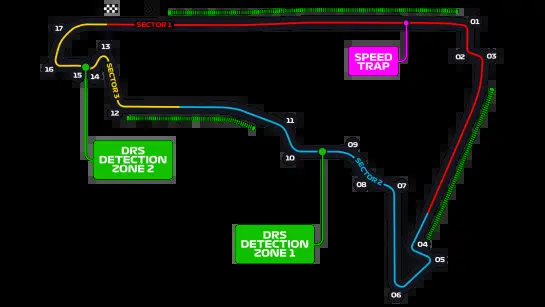 SECTOR 1
17
01
13
SPEED
TRAP
02
03
16
15
14
SECTOR 3
12
11
DRS
DETECTION
ZONE 2
10
09
SECTOR 2
08
07
DRS
DETECTION
ZONE 1
04
05
06